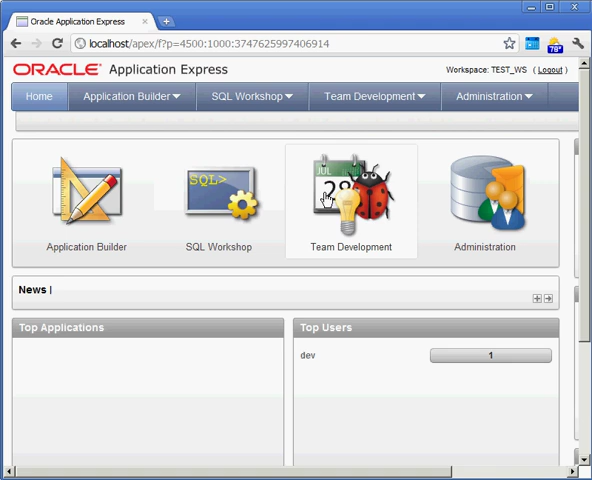 Oracle Application Express
localhost/apex/f?p=4500:1000:3747625997406914
78°
ORACLE Application Express
Workspace: TEST_WS ( Logout )
Home Application Builder SQL Workshop Team Development Administration
SQL>
JUL
28
Application Builder SQL Workshop Team Development Administration
News |
Top Applications Top Users
dev 1